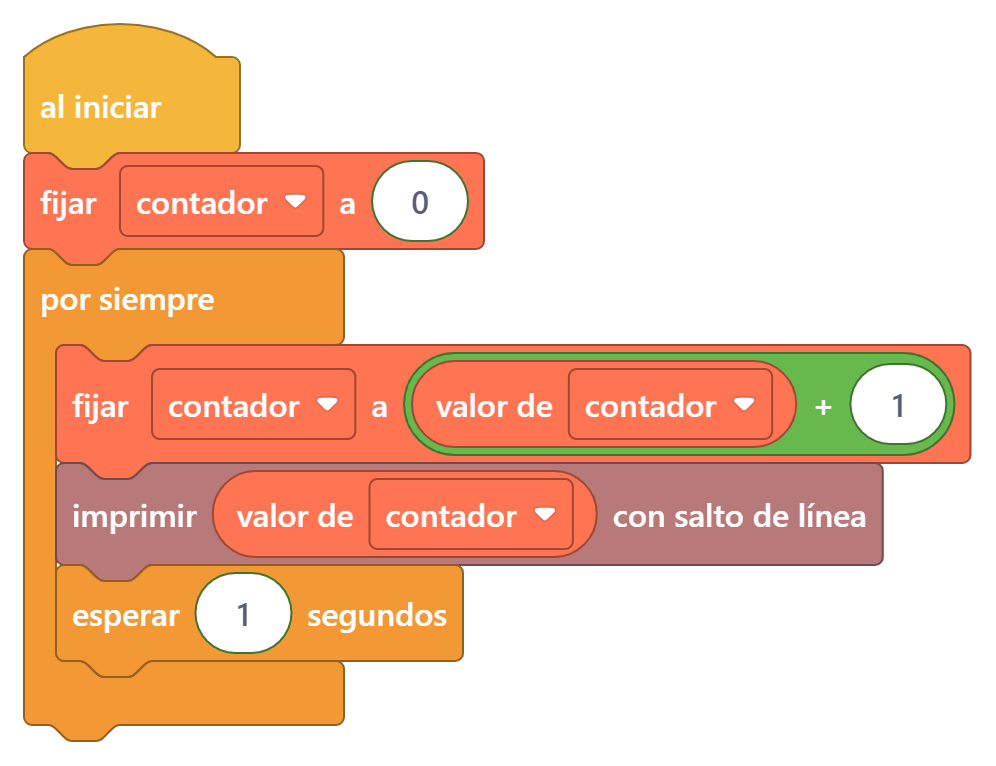 al iniciar
fijar contador a 0
por siempre
fijar contador a valor de contador + 1
imprimir valor de contador con salto de línea
esperar 1 segundos